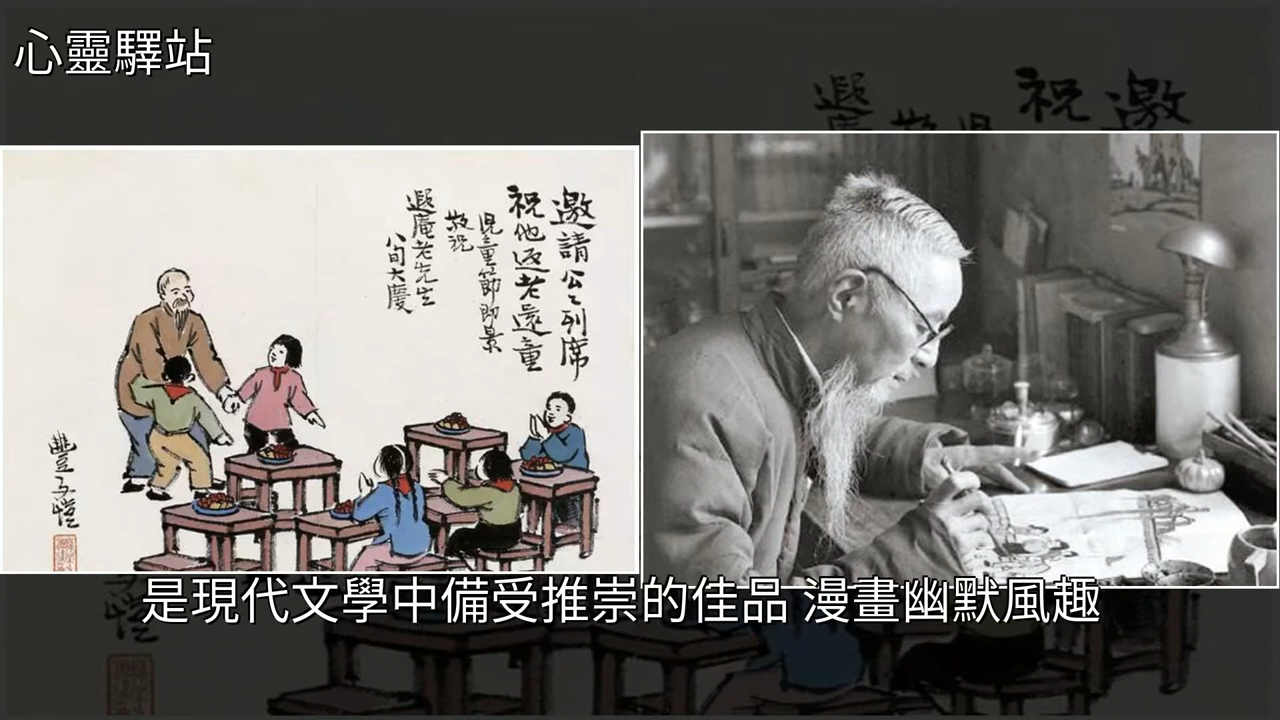 心靈驛站
邀請公々列席
祝他返老還童
児童節即景
敬祝
遐庵老先生
八旬大慶
豐子愷
是現代文學中備受推崇的佳品 漫畫幽默風趣